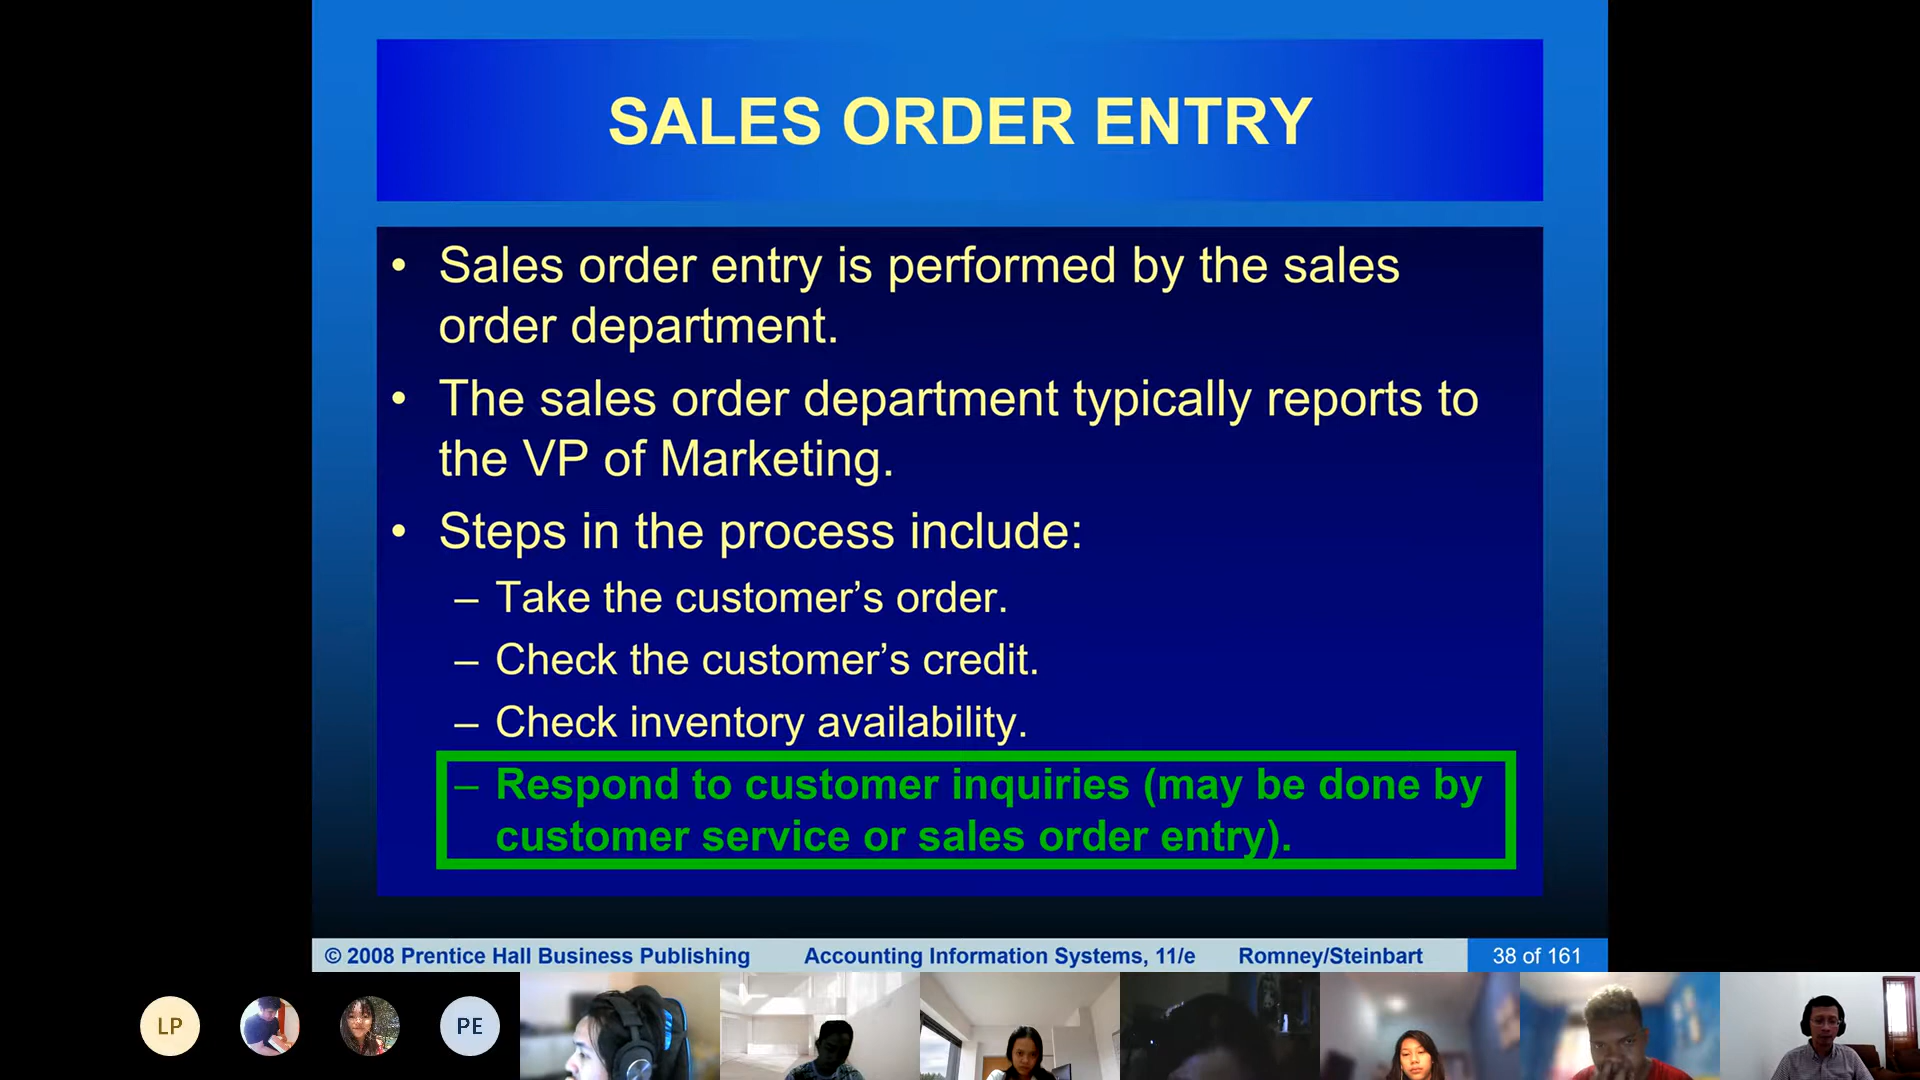 SALES ORDER ENTRY
• Sales order entry is performed by the sales
order department.
• The sales order department typically reports to
the VP of Marketing.
• Steps in the process include:
– Take the customer’s order.
– Check the customer’s credit.
– Check inventory availability.
– Respond to customer inquiries (may be done by
customer service or sales order entry).
© 2008 Prentice Hall Business Publishing Accounting Information Systems, 11/e Romney/Steinbart 38 of 161
LP PE